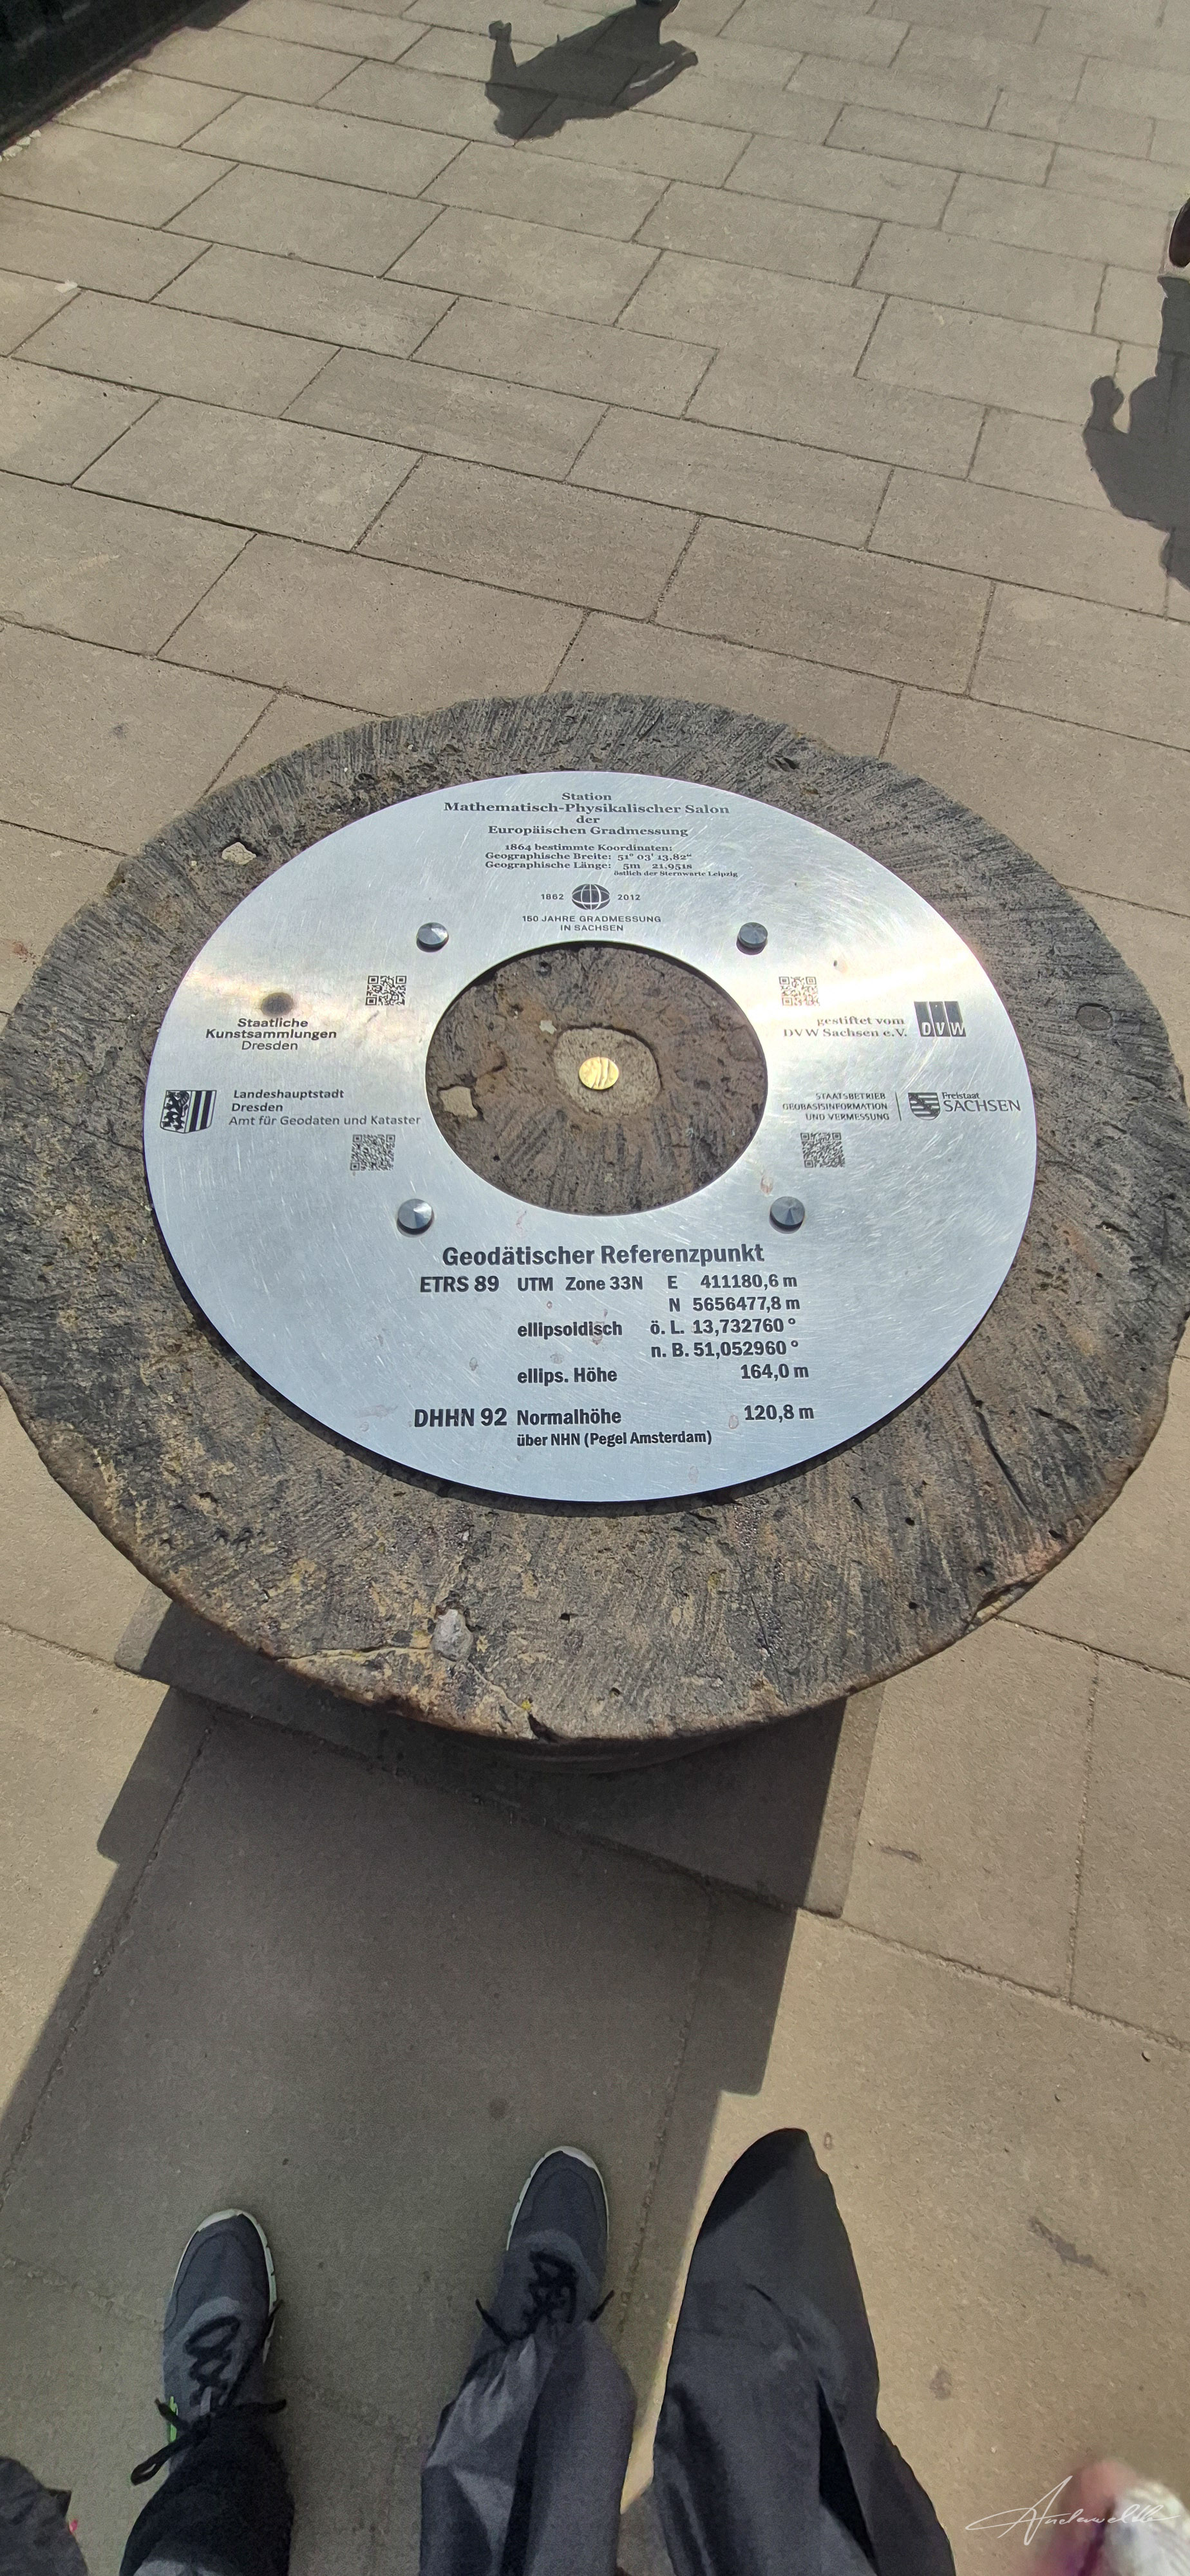 Station
Mathematisch-Physikalischer Salon
der
Europäischen Gradmessung
1864 bestimmte Koordinaten:
Geographische Breite: 51° 03' 13,82"
Geographische Länge: 5m 21,951s
östlich der Sternwarte Leipzig
1862 2012
150 JAHRE GRADMESSUNG
IN SACHSEN
Staatliche
Kunstsammlungen
Dresden
gestiftet vom
DVW Sachsen e.V.
DVW
Landeshauptstadt
Dresden
Amt für Geodaten und Kataster
STAATSBETRIEB
GEOBASISINFORMATION
UND VERMESSUNG
Freistaat
SACHSEN
Geodätischer Referenzpunkt
ETRS 89 UTM Zone 33N E 411180,6 m
N 5656477,8 m
ellipsoidisch ö. L. 13,732760 °
n. B. 51,052960 °
ellips. Höhe 164,0 m
DHHN 92 Normalhöhe 120,8 m
über NHN (Pegel Amsterdam)